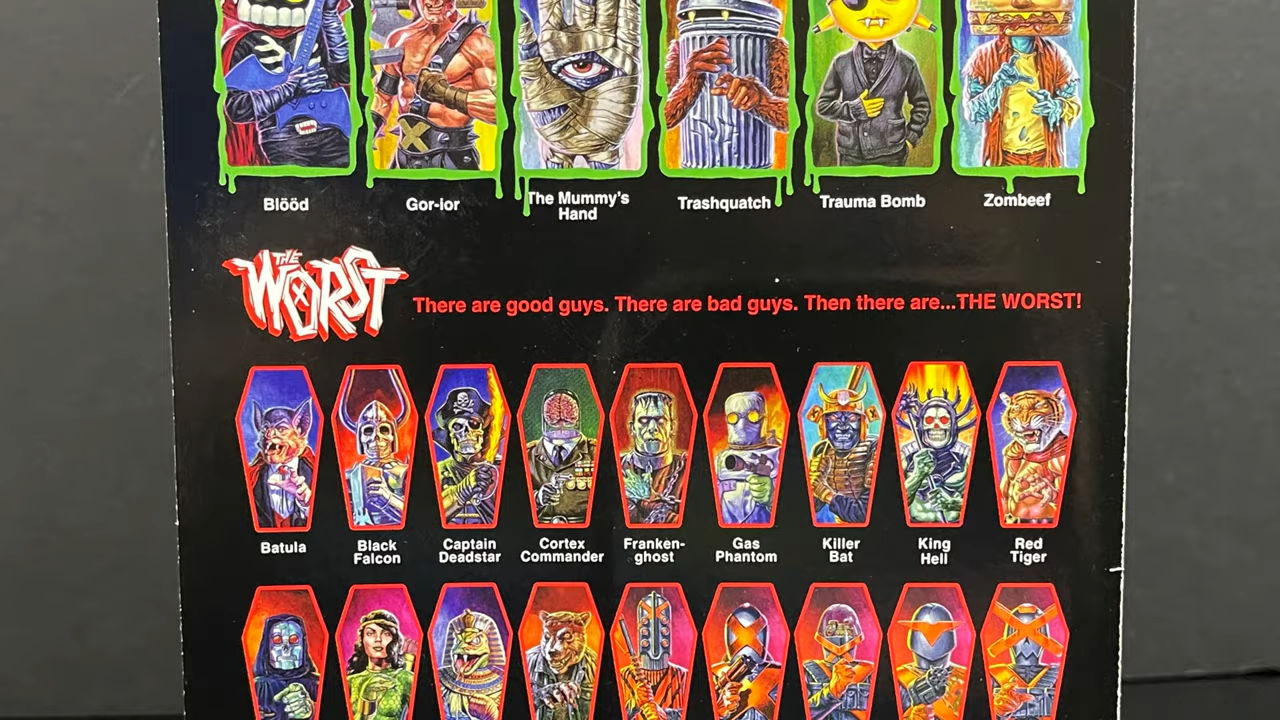 Blööd
Gor-ior
The Mummy's
Hand
Trashquatch
Trauma Bomb
Zombeef
THE
WORST
There are good guys. There are bad guys. Then there are...THE WORST!
Batula
Black
Falcon
Captain
Deadstar
Cortex
Commander
Franken-
ghost
Gas
Phantom
Killer
Bat
King
Hell
Red
Tiger